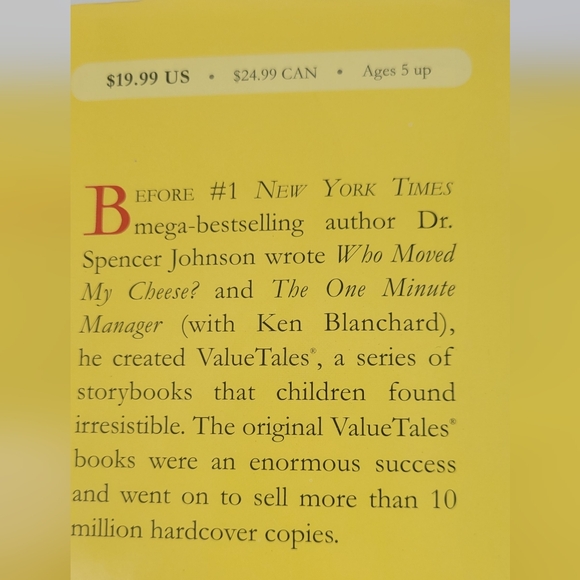 $19.99 US • $24.99 CAN • Ages 5 up
BEFORE #1 NEW YORK TIMES
mega-bestselling author Dr.
Spencer Johnson wrote Who Moved
My Cheese? and The One Minute
Manager (with Ken Blanchard),
he created ValueTales®, a series of
storybooks that children found
irresistible. The original ValueTales®
books were an enormous success
and went on to sell more than 10
million hardcover copies.